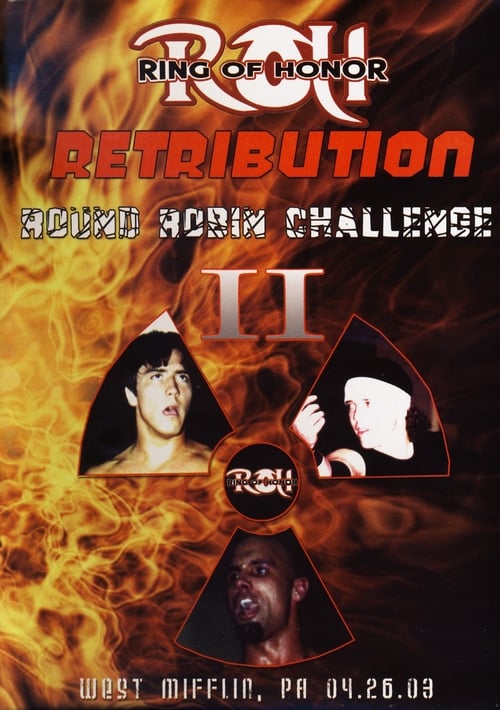 ROH
RING OF HONOR
RETRIBUTION
ROUND ROBIN CHALLENGE
II
ROH
RING OF HONOR
WEST MIFFLIN, PA 04.26.03